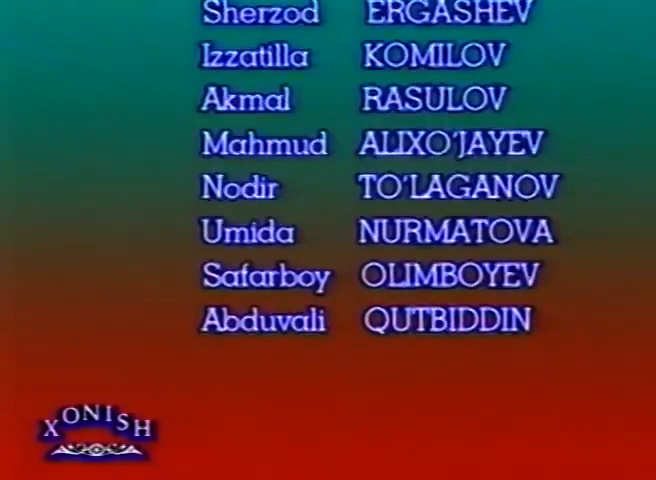 Sherzod ERGASHEV
Izzatilla KOMILOV
Akmal RASULOV
Mahmud ALIXO'JAYEV
Nodir TO'LAGANOV
Umida NURMATOVA
Safarboy OLIMBOYEV
Abduvali QUTBIDDIN
XONISH